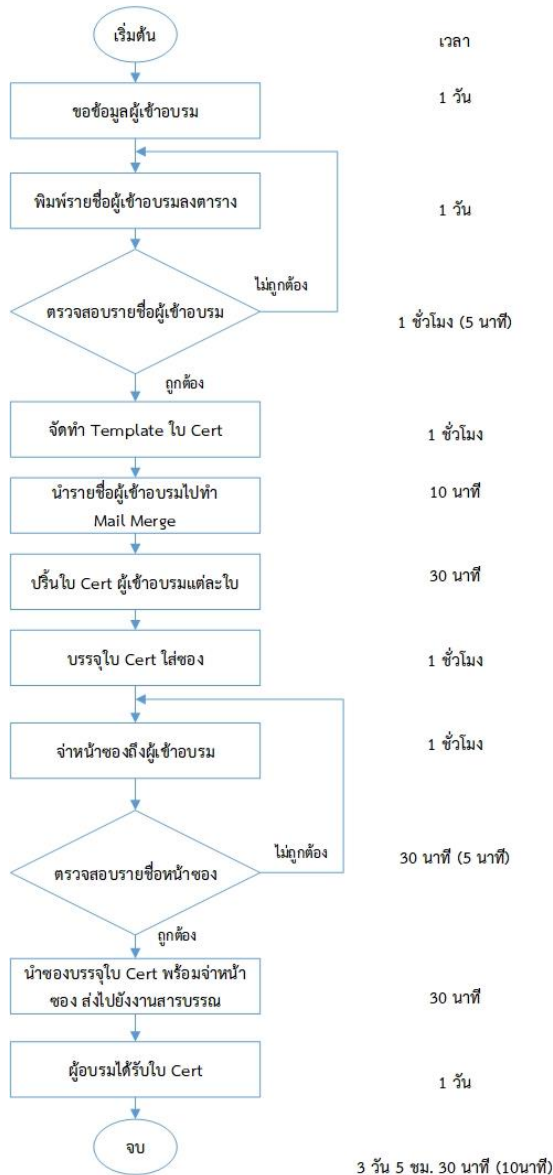 เริ่มต้น
เวลา
ขอข้อมูลผู้เข้าอบรม
1 วัน
พิมพ์รายชื่อผู้เข้าอบรมลงตาราง
1 วัน
ไม่ถูกต้อง
ตรวจสอบรายชื่อผู้เข้าอบรม
1 ชั่วโมง (5 นาที)
ถูกต้อง
จัดทำ Template ใบ Cert
1 ชั่วโมง
นำรายชื่อผู้เข้าอบรมไปทำ
Mail Merge
10 นาที
ปริ้นใบ Cert ผู้เข้าอบรมแต่ละใบ
30 นาที
บรรจุใบ Cert ใส่ซอง
1 ชั่วโมง
จ่าหน้าซองถึงผู้เข้าอบรม
1 ชั่วโมง
ไม่ถูกต้อง
ตรวจสอบรายชื่อหน้าซอง
30 นาที (5 นาที)
ถูกต้อง
นำซองบรรจุใบ Cert พร้อมจ่าหน้า
ซอง ส่งไปยังงานสารบรรณ
30 นาที
ผู้อบรมได้รับใบ Cert
1 วัน
จบ
3 วัน 5 ชม. 30 นาที (10นาที)